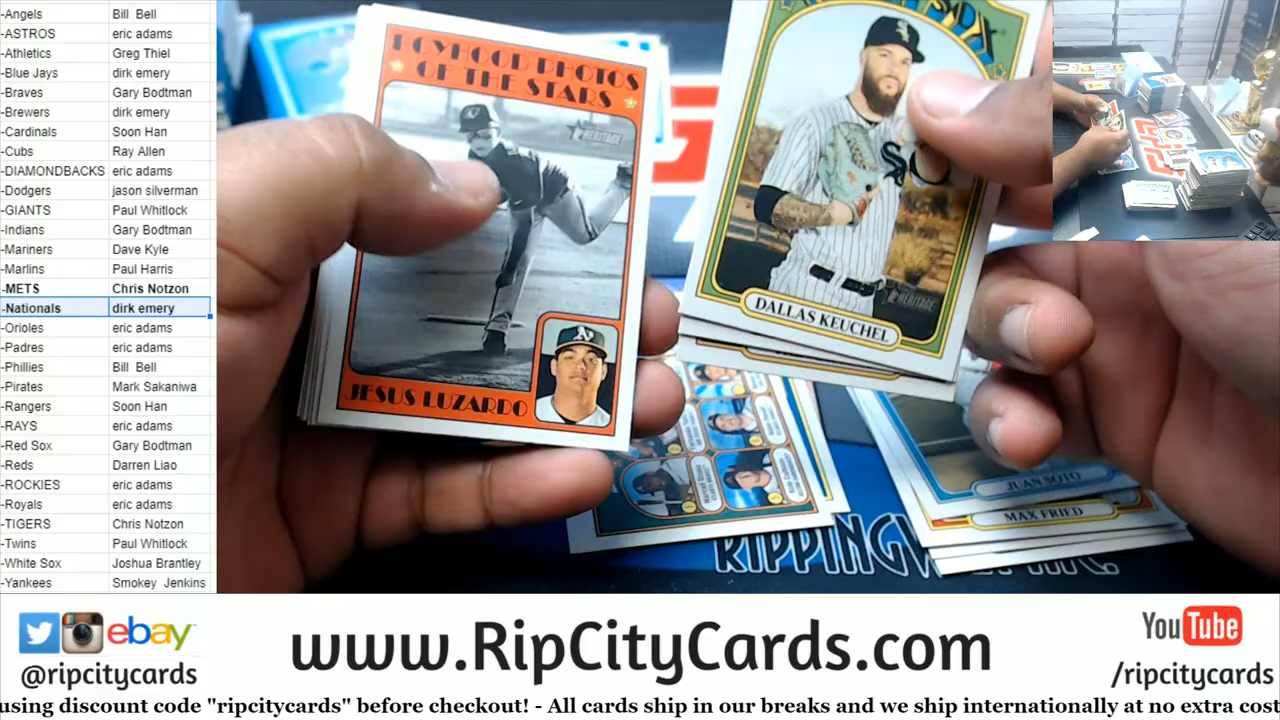 -Angels Bill Bell
-ASTROS eric adams
-Athletics Greg Thiel
-Blue Jays dirk emery
-Braves Gary Bodtman
-Brewers dirk emery
-Cardinals Soon Han
-Cubs Ray Allen
-DIAMONDBACKS eric adams
-Dodgers jason silverman
-GIANTS Paul Whitlock
-Indians Gary Bodtman
-Mariners Dave Kyle
-Marlins Paul Harris
-METS Chris Notzon
-Nationals dirk emery
-Orioles eric adams
-Padres eric adams
-Phillies Bill Bell
-Pirates Mark Sakaniwa
-Rangers Soon Han
-RAYS eric adams
-Red Sox Gary Bodtman
-Reds Darren Liao
-ROCKIES eric adams
-Royals eric adams
-TIGERS Chris Notzon
-Twins Paul Whitlock
-White Sox Joshua Brantley
-Yankees Smokey Jenkins
BOYHOOD PHOTOS
OF THE STARS
HERITAGE
JESUS LUZARDO
DALLAS KEUCHEL
HERITAGE
JUAN SOTO
MAX FRIED
ebay
@ripcitycards
www.RipCityCards.com
YouTube
/ripcitycards
using discount code "ripcitycards" before checkout! - All cards ship in our breaks and we ship internationally at no extra cost